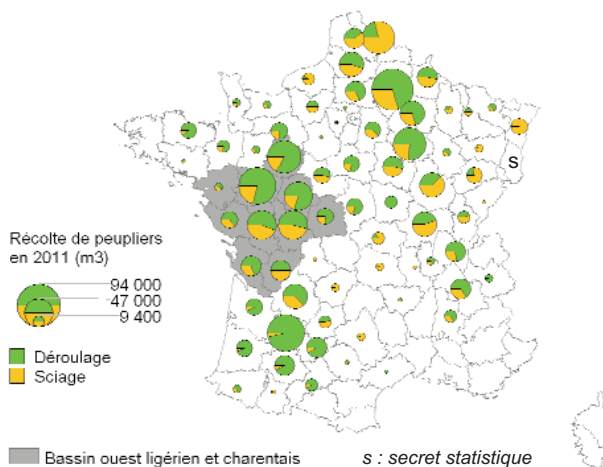 S
Récolte de peupliers
en 2011 (m3)
94 000
47 000
9 400
Déroulage
Sciage
Bassin ouest ligérien et charentais
s : secret statistique